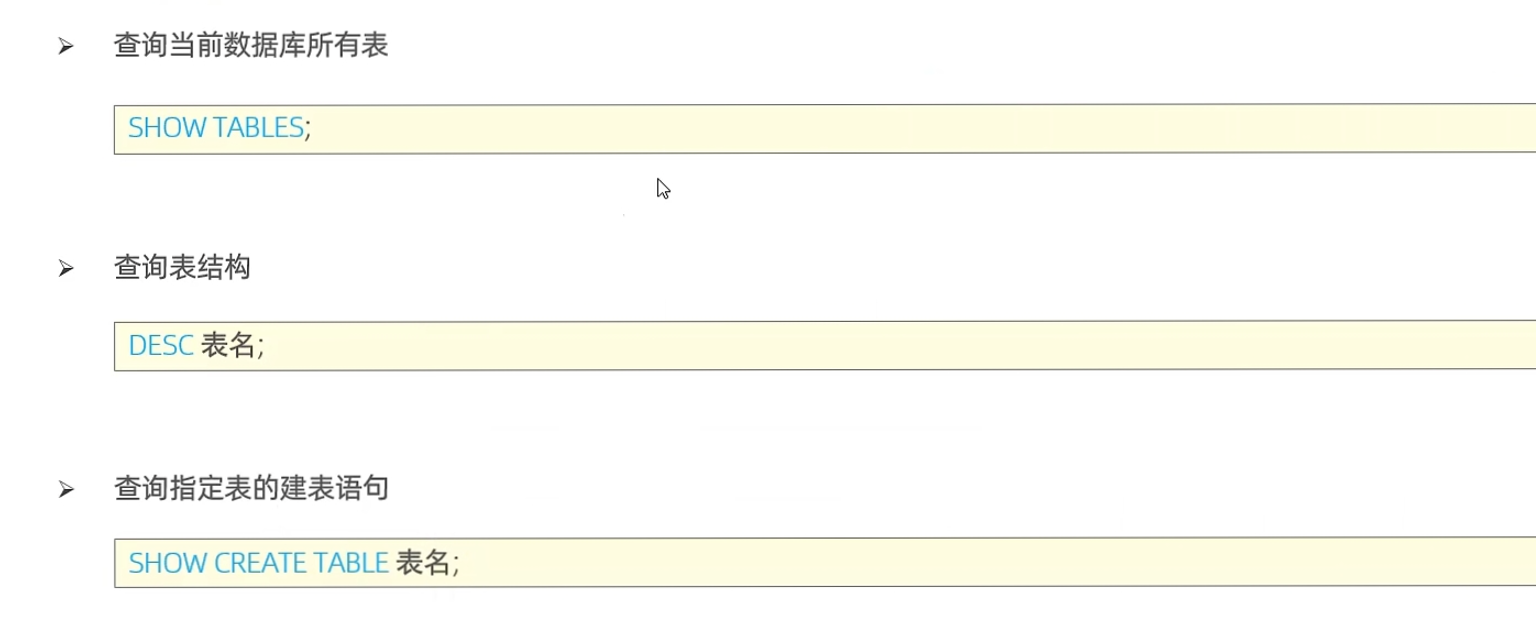 查询当前数据库所有表
SHOW TABLES;
查询表结构
DESC 表名;
查询指定表的建表语句
SHOW CREATE TABLE 表名;